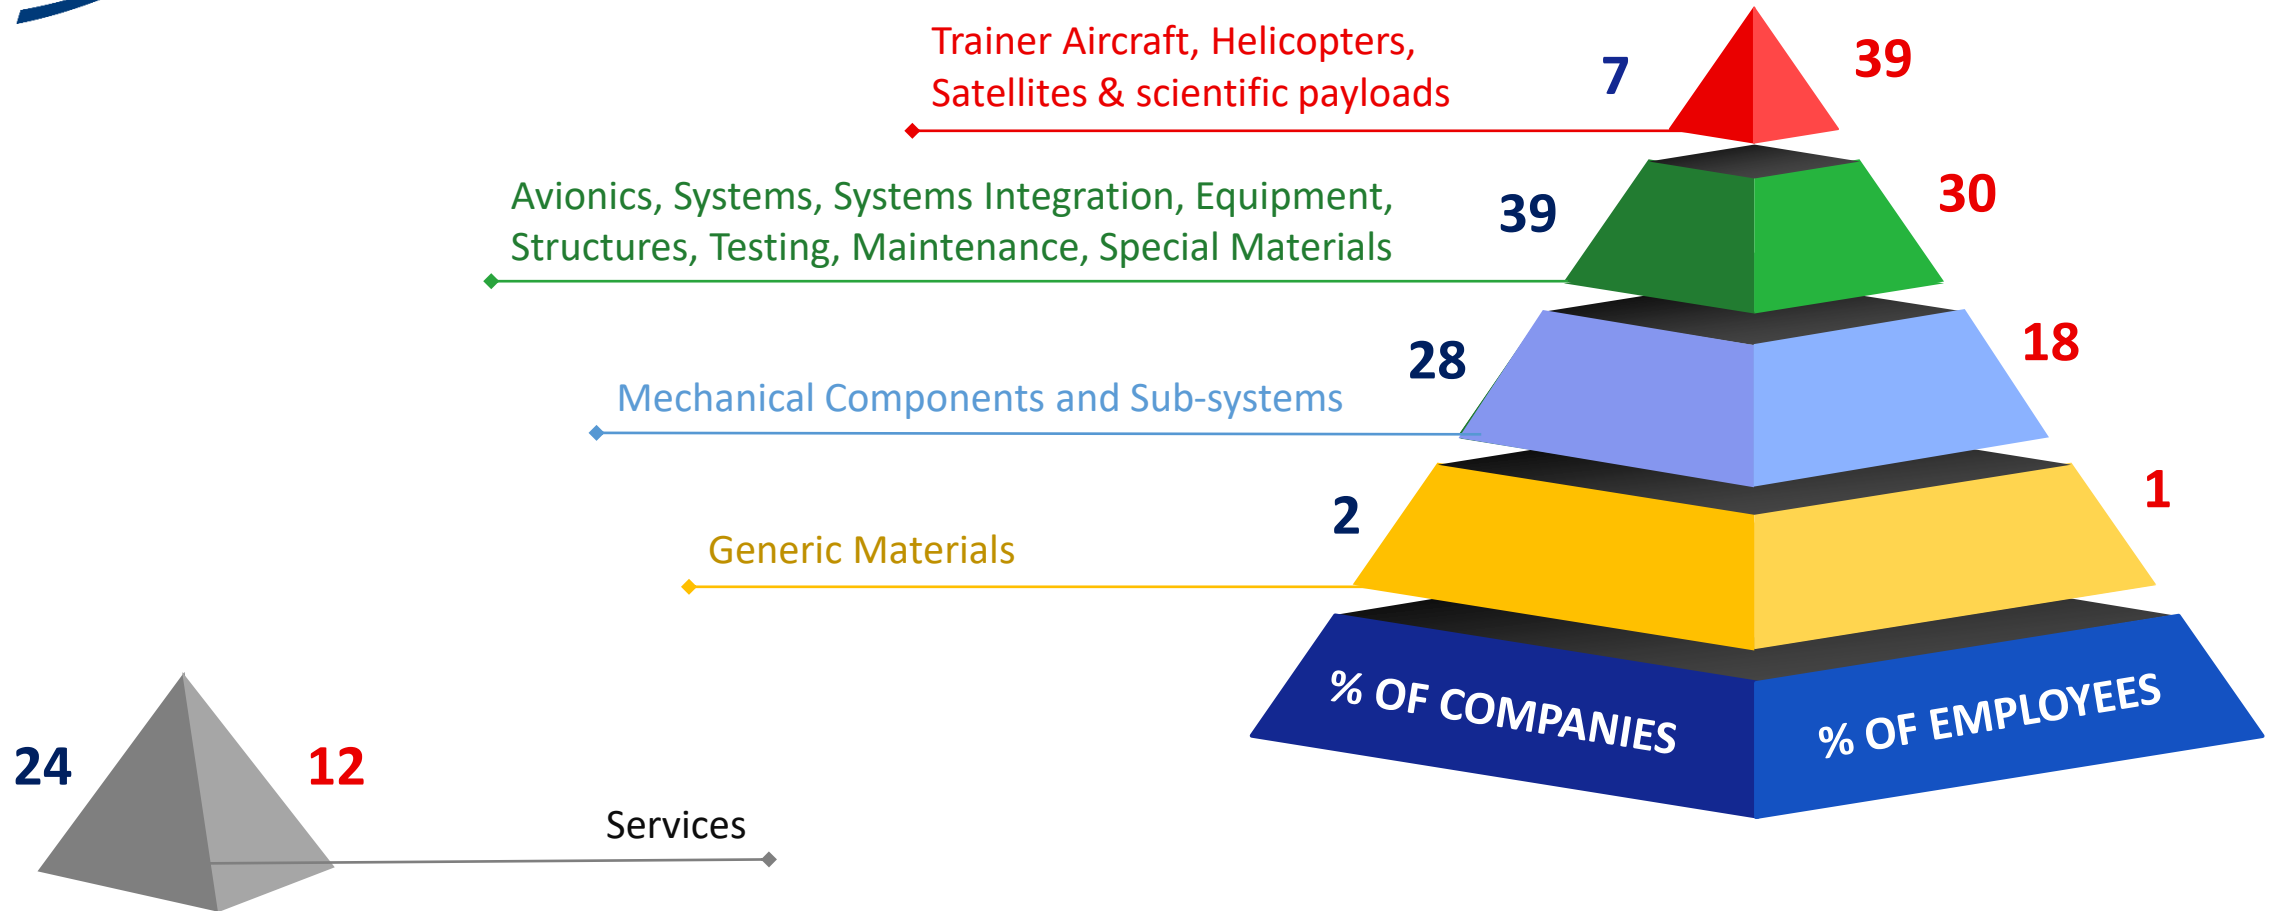 Trainer Aircraft, Helicopters,
Satellites & scientific payloads
7
39
Avionics, Systems, Systems Integration, Equipment,
Structures, Testing, Maintenance, Special Materials
39
30
Mechanical Components and Sub-systems
28
18
Generic Materials
2
1
% OF COMPANIES
% OF EMPLOYEES
24
12
Services